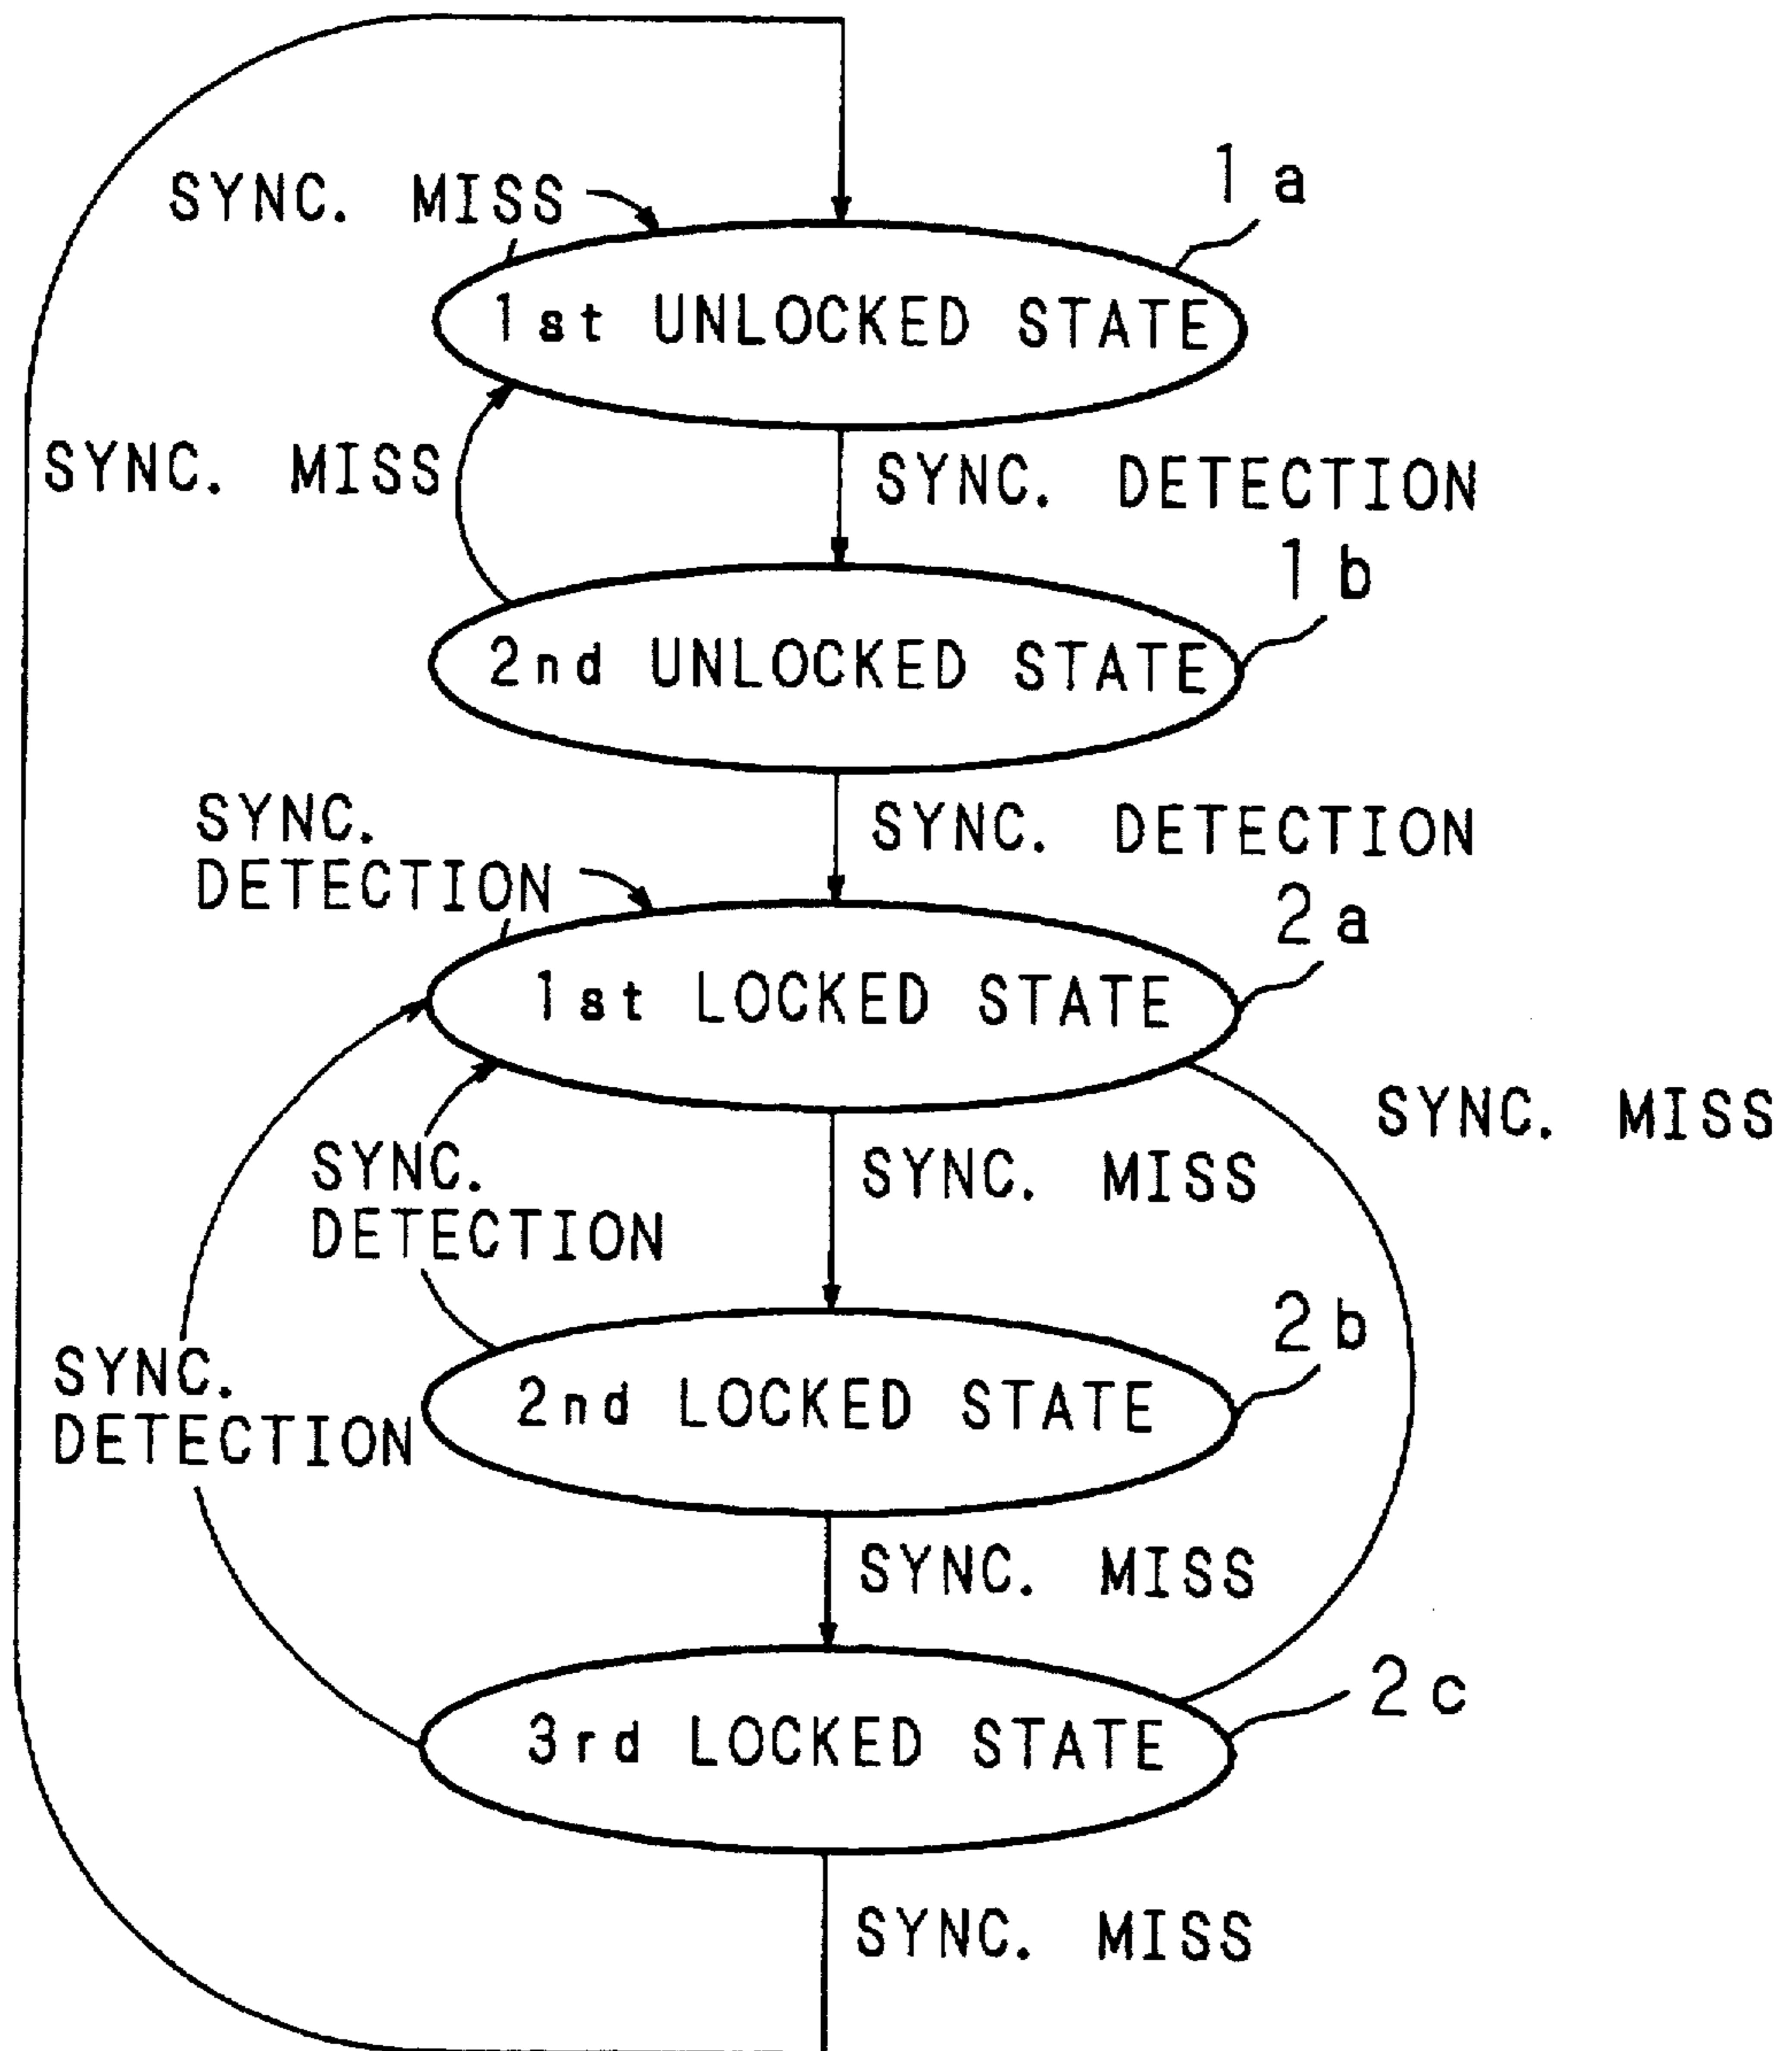 1a
SYNC. MISS
1st UNLOCKED STATE
SYNC. MISS
SYNC. DETECTION
1b
2nd UNLOCKED STATE
SYNC.
DETECTION
SYNC. DETECTION
2a
1st LOCKED STATE
SYNC. MISS
SYNC.
DETECTION
SYNC. MISS
2b
SYNC.
DETECTION
2nd LOCKED STATE
SYNC. MISS
2c
3rd LOCKED STATE
SYNC. MISS